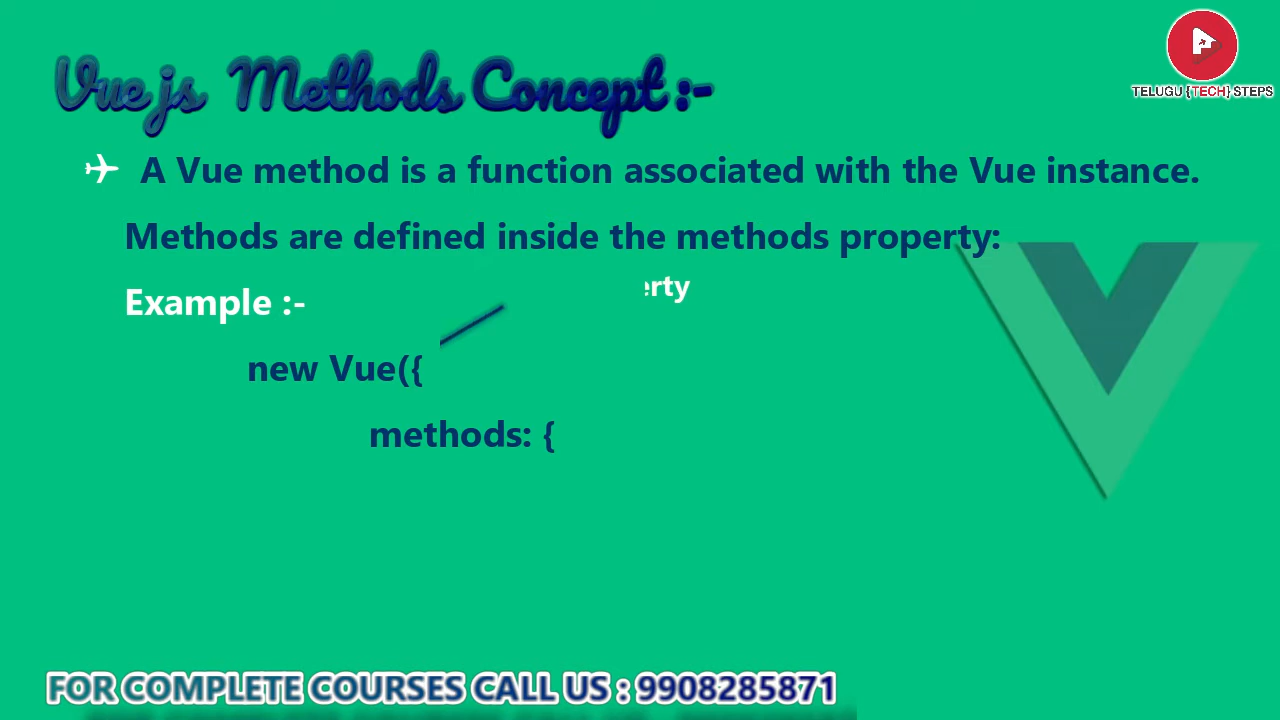 Vue js Methods Concept :-
TELUGU {TECH} STEPS
A Vue method is a function associated with the Vue instance.
Methods are defined inside the methods property:
erty
Example :-
new Vue({
methods: {
FOR COMPLETE COURSES CALL US : 9908285871